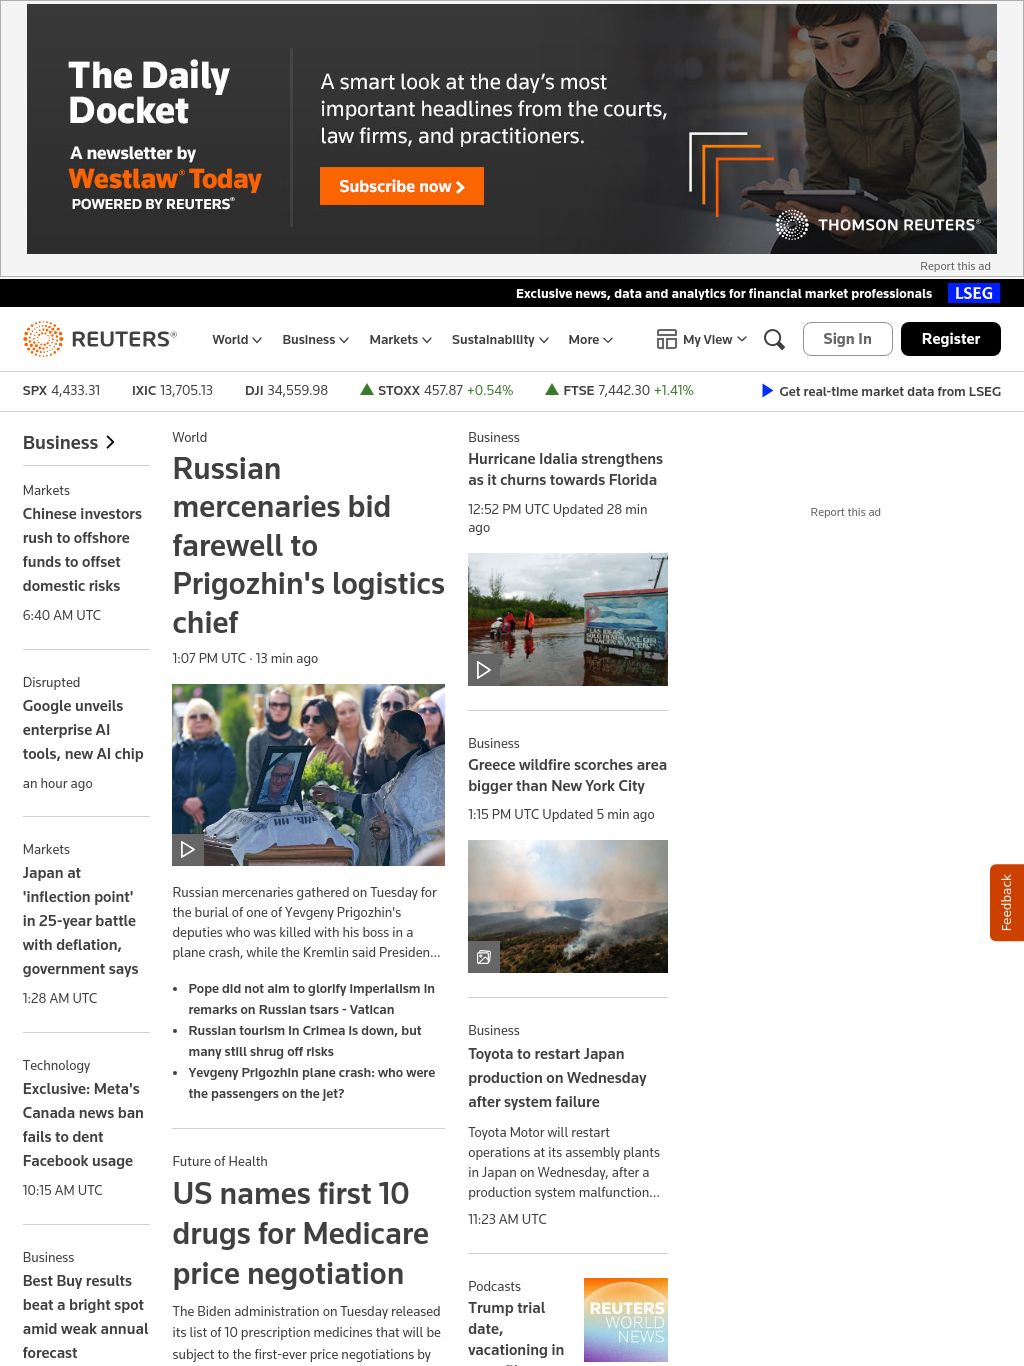 The Daily
Docket
A newsletter by
Westlaw® Today
POWERED BY REUTERS®
A smart look at the day's most
important headlines from the courts,
law firms, and practitioners.
Subscribe now
THOMSON REUTERS®
Report this ad
Exclusive news, data and analytics for financial market professionals
LSEG
REUTERS®
World
Business
Markets
Sustainability
More
My View
Sign In
Register
SPX 4,433.31
IXIC 13,705.13
DJI 34,559.98
STOXX 457.87 +0.54%
FTSE 7,442.30 +1.41%
Get real-time market data from LSEG
Business
Markets
Chinese investors
rush to offshore
funds to offset
domestic risks
6:40 AM UTC
Disrupted
Google unveils
enterprise AI
tools, new AI chip
an hour ago
Markets
Japan at
'inflection point'
in 25-year battle
with deflation,
government says
1:28 AM UTC
Technology
Exclusive: Meta's
Canada news ban
fails to dent
Facebook usage
10:15 AM UTC
Business
Best Buy results
beat a bright spot
amid weak annual
forecast
World
Russian
mercenaries bid
farewell to
Prigozhin's logistics
chief
1:07 PM UTC · 13 min ago
Russian mercenaries gathered on Tuesday for
the burial of one of Yevgeny Prigozhin's
deputies who was killed with his boss in a
plane crash, while the Kremlin said Presiden...
• Pope did not aim to glorify imperialism in
remarks on Russian tsars - Vatican
• Russian tourism in Crimea is down, but
many still shrug off risks
• Yevgeny Prigozhin plane crash: who were
the passengers on the jet?
Future of Health
US names first 10
drugs for Medicare
price negotiation
The Biden administration on Tuesday released
its list of 10 prescription medicines that will be
subject to the first-ever price negotiations by
Business
Hurricane Idalia strengthens
as it churns towards Florida
12:52 PM UTC Updated 28 min
ago
Business
Greece wildfire scorches area
bigger than New York City
1:15 PM UTC Updated 5 min ago
Business
Toyota to restart Japan
production on Wednesday
after system failure
Toyota Motor will restart
operations at its assembly plants
in Japan on Wednesday, after a
production system malfunction...
11:23 AM UTC
Podcasts
Trump trial
date,
vacationing in
REUTERS
WORLD
NEWS
Report this ad
Feedback